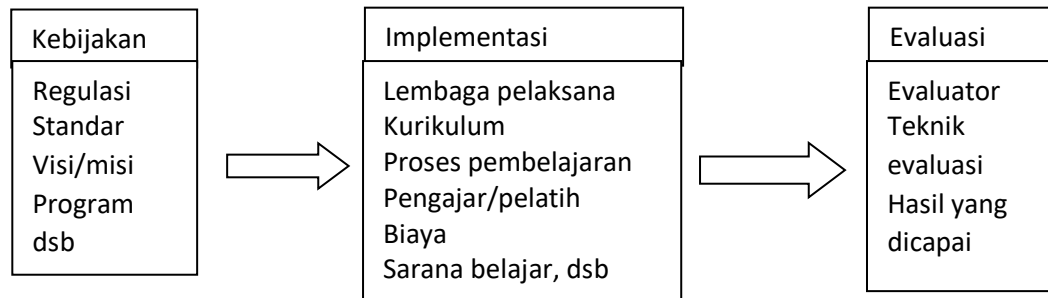 Kebijakan
Regulasi
Standar
Visi/misi
Program
dsb
Implementasi
Lembaga pelaksana
Kurikulum
Proses pembelajaran
Pengajar/pelatih
Biaya
Sarana belajar, dsb
Evaluasi
Evaluator
Teknik
evaluasi
Hasil yang
dicapai